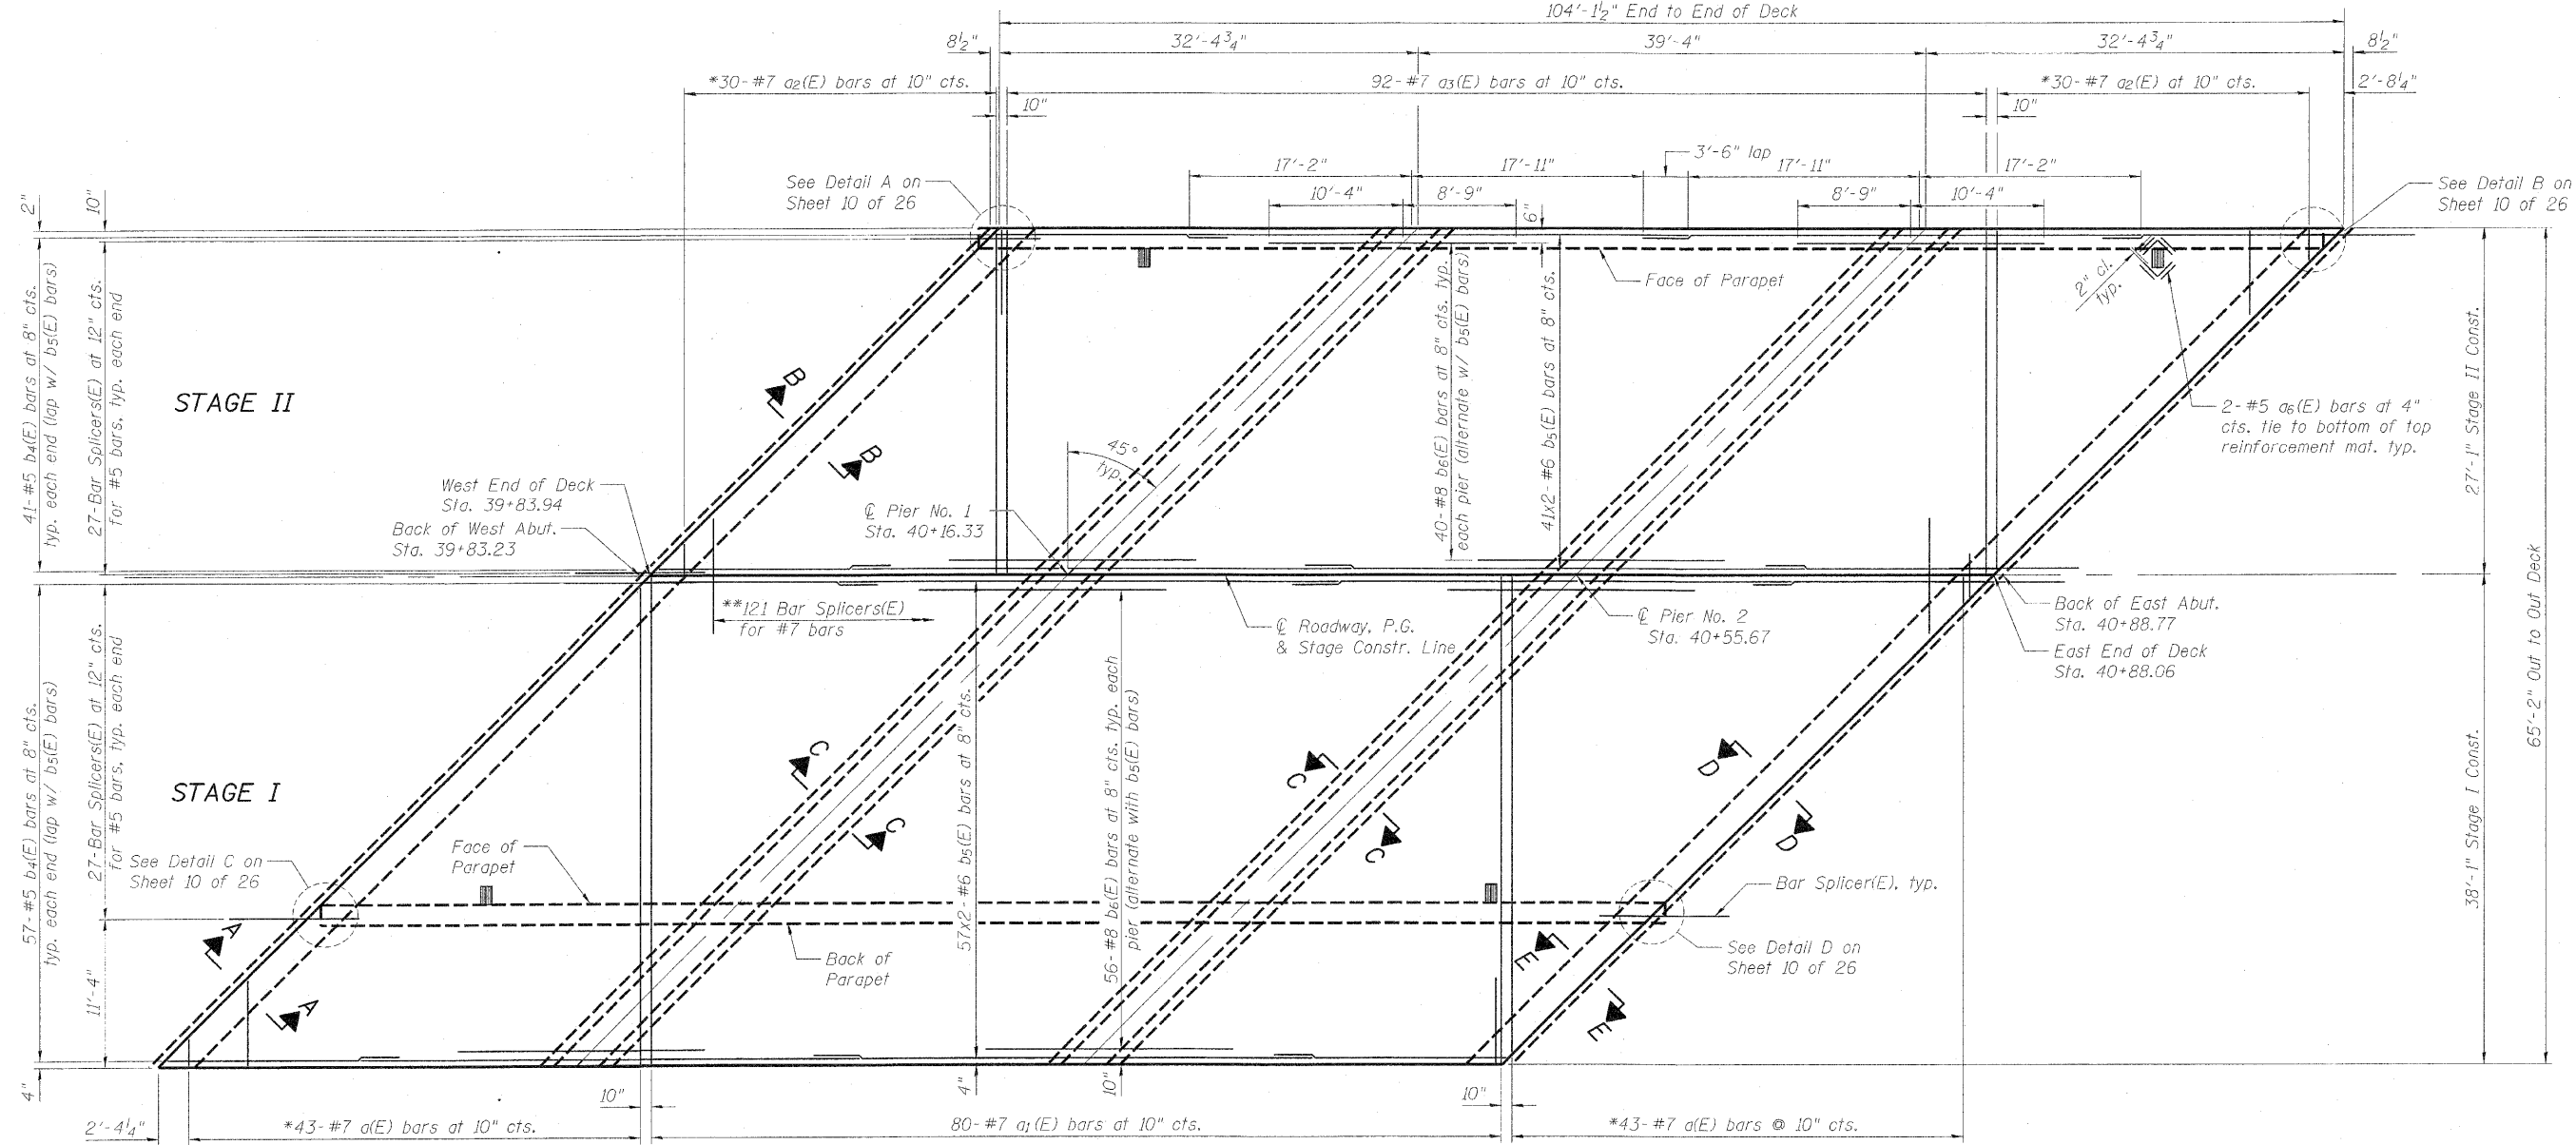 104'-1½" End to End of Deck
8½"
32'-4¾"
39'-4"
32'-4¾"
8½"
*30-#7 a2(E) bars at 10" cts.
92-#7 a3(E) bars at 10" cts.
*30-#7 a2(E) at 10" cts.
2'-8¼"
10"
10"
3'-6" lap
17'-2"
17'-11"
17'-11"
17'-2"
10'-4"
8'-9"
8'-9"
10'-4"
6"
See Detail A on
Sheet 10 of 26
See Detail B on
Sheet 10 of 26
2"
10"
41-#5 b4(E) bars at 8" cts.
typ. each end (lap w/ b5(E) bars)
27-Bar Splicers(E) at 12" cts.
for #5 bars, typ. each end
STAGE II
B
B
45°
typ.
40-#8 b6(E) bars at 8" cts. typ.
each pier (alternate w/ b5(E) bars)
41x2-#6 b5(E) bars at 8" cts.
Face of Parapet
2" cl.
typ.
2-#5 a6(E) bars at 4"
cts. tie to bottom of top
reinforcement mat. typ.
27'-1" Stage II Const.
65'-2" Out to Out Deck
West End of Deck
Sta. 39+83.94
Back of West Abut.
Sta. 39+83.23
℄ Pier No. 1
Sta. 40+16.33
**121 Bar Splicers(E)
for #7 bars
℄ Roadway, P.G.
& Stage Constr. Line
℄ Pier No. 2
Sta. 40+55.67
Back of East Abut.
Sta. 40+88.77
East End of Deck
Sta. 40+88.06
57-#5 b4(E) bars at 8" cts.
typ. each end (lap w/ b5(E) bars)
27-Bar Splicers(E) at 12" cts.
for #5 bars, typ. each end
STAGE I
C
C
57x2-#6 b5(E) bars at 8" cts.
56-#8 b6(E) bars at 8" cts. typ. each
pier (alternate with b5(E) bars)
C
C
D
D
38'-1" Stage I Const.
See Detail C on
Sheet 10 of 26
Face of
Parapet
Bar Splicer(E), typ.
A
A
Back of
Parapet
E
E
See Detail D on
Sheet 10 of 26
11'-4"
4"
10"
4"
10"
10"
2'-4¼"
*43-#7 a(E) bars at 10" cts.
80-#7 a1(E) bars at 10" cts.
*43-#7 a(E) bars @ 10" cts.